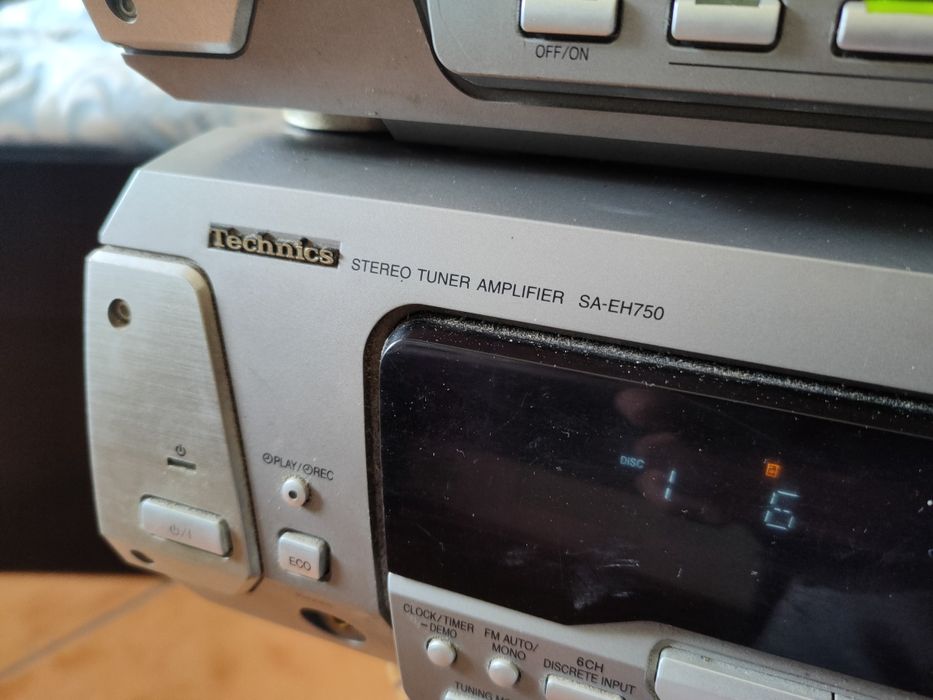 OFF/ON
Technics
STEREO TUNER AMPLIFIER SA-EH750
DISC 1 6
⏻
PLAY/REC
⏻/I
ECO
CLOCK/TIMER
– DEMO
FM AUTO/
MONO
6CH
DISCRETE INPUT
TUNING